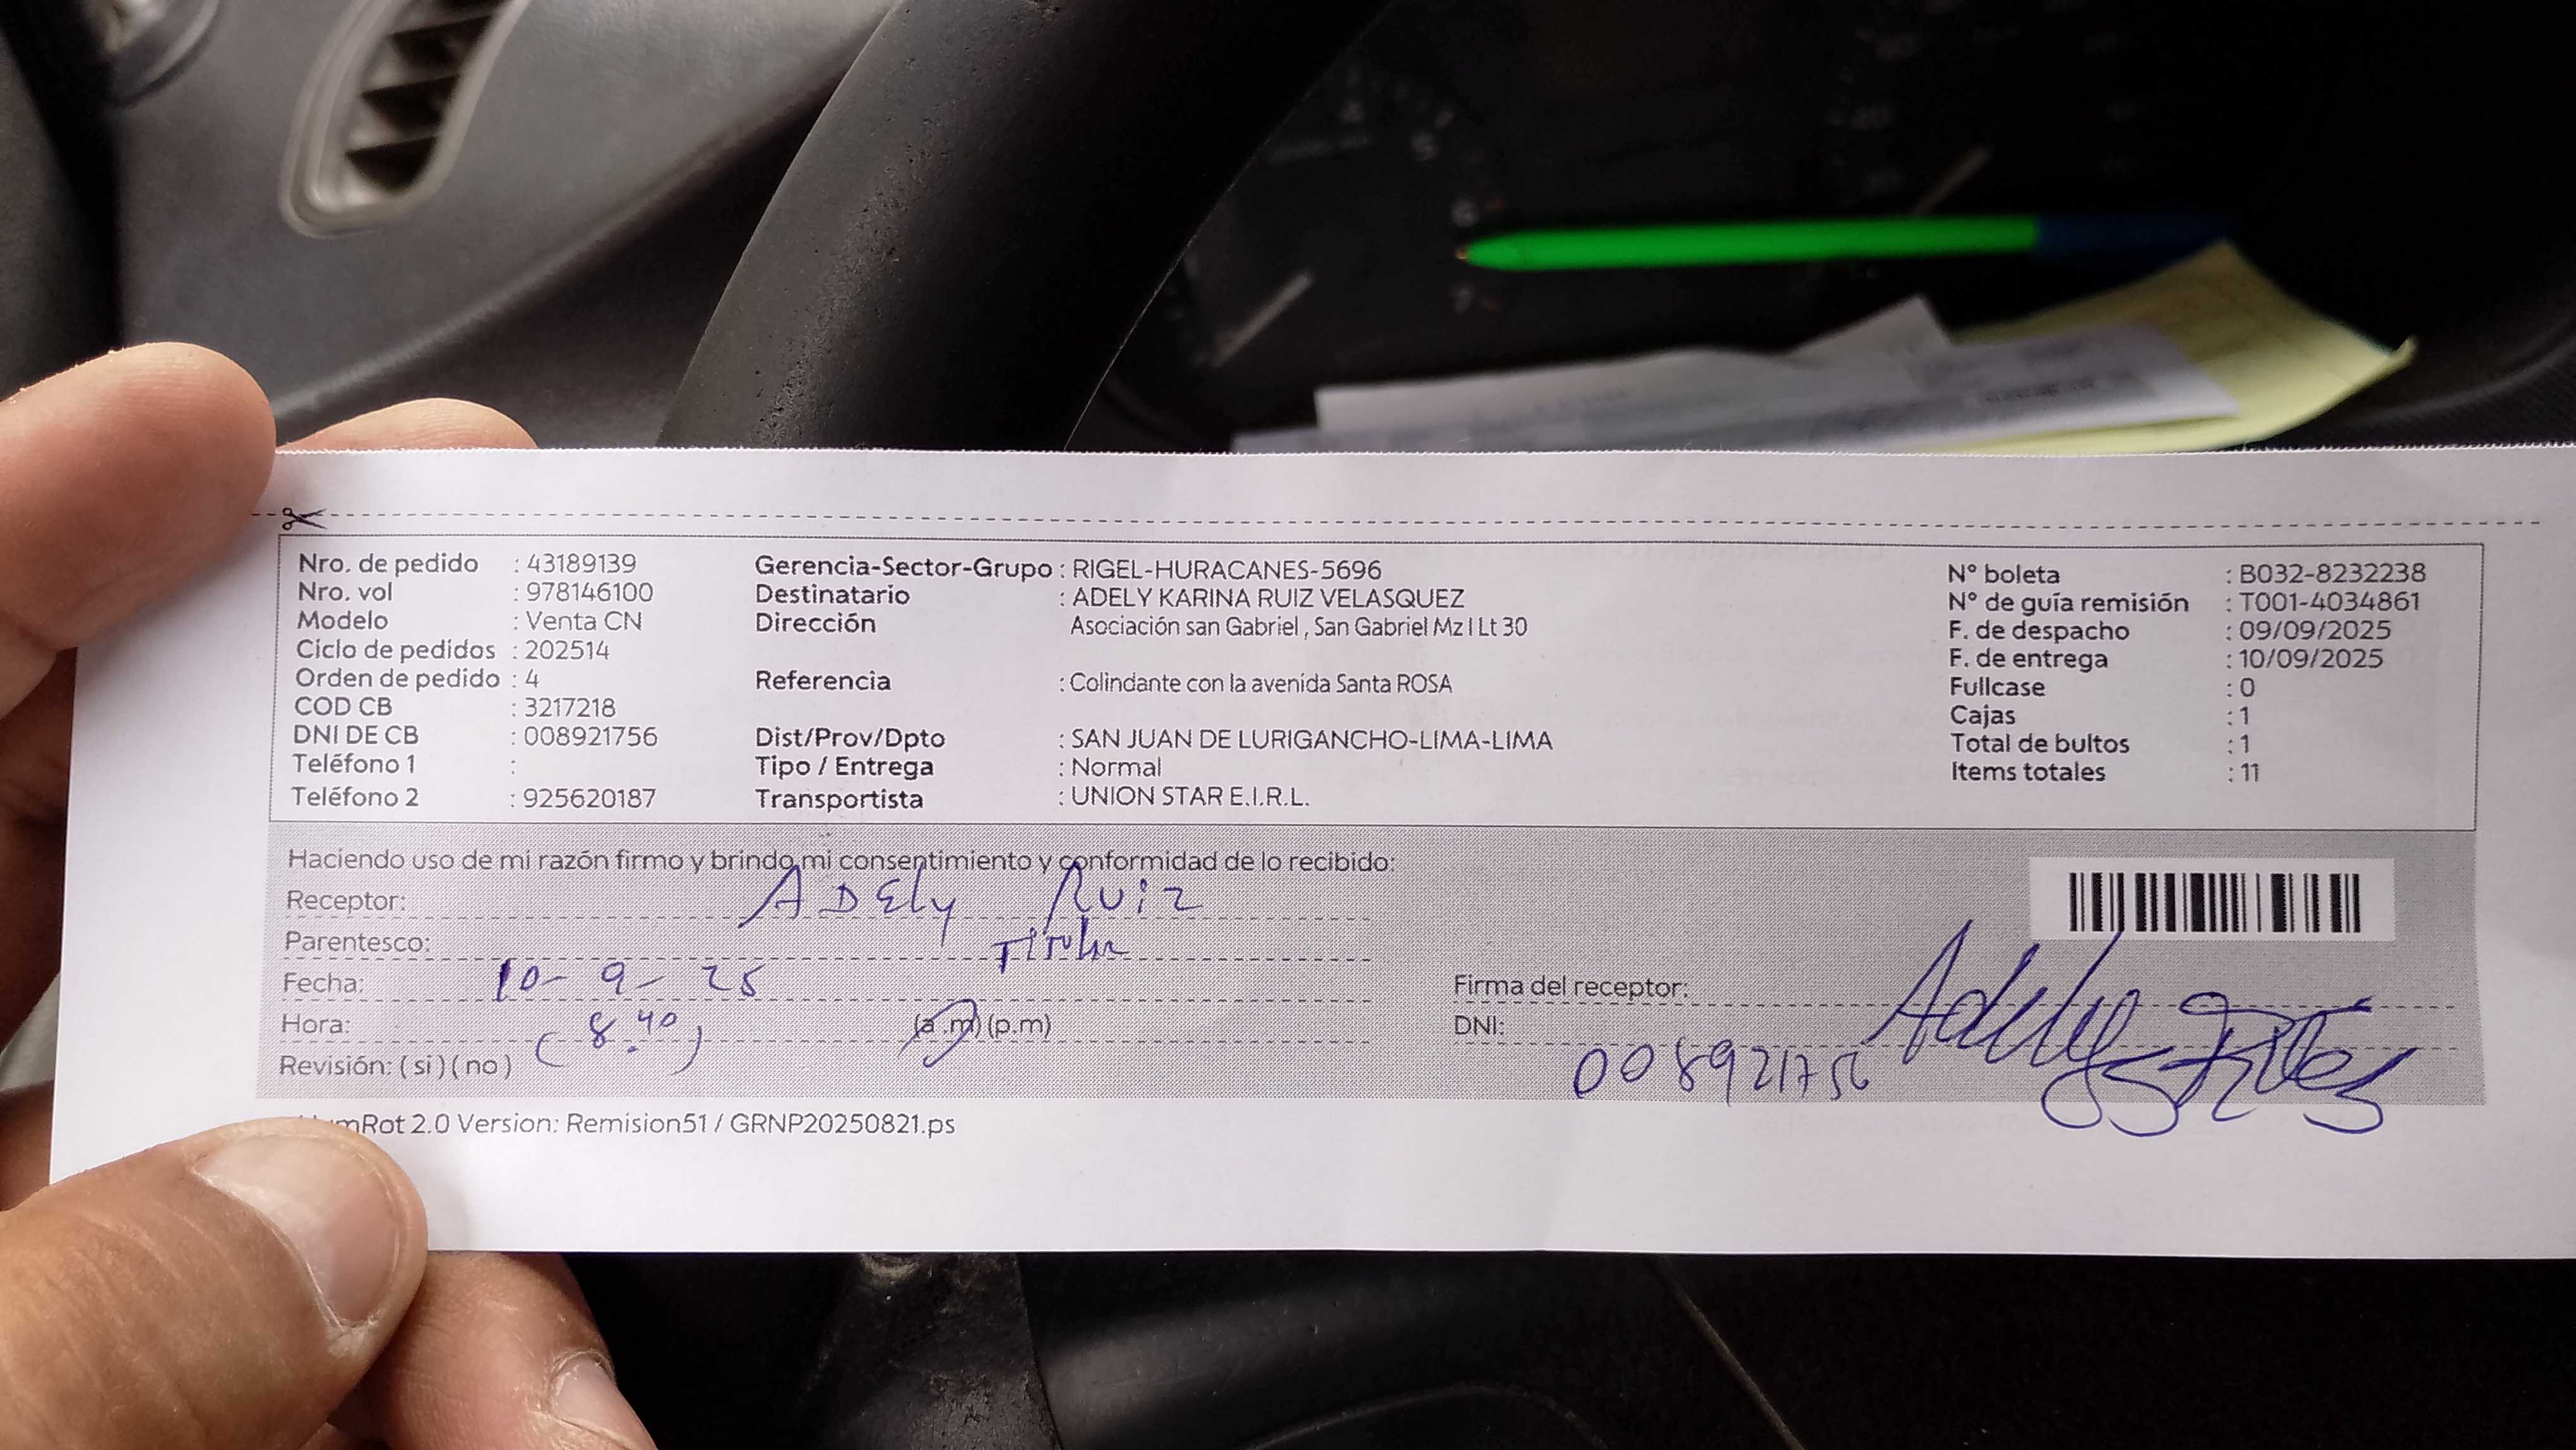 Nro. de pedido : 43189139
Nro. vol : 978146100
Modelo : Venta CN
Ciclo de pedidos : 202514
Orden de pedido : 4
COD CB : 3217218
DNI DE CB : 008921756
Teléfono 1 :
Teléfono 2 : 925620187
Gerencia-Sector-Grupo : RIGEL-HURACANES-5696
Destinatario : ADELY KARINA RUIZ VELASQUEZ
Dirección Asociación san Gabriel , San Gabriel Mz I Lt 30
Referencia : Colindante con la avenida Santa ROSA
Dist/Prov/Dpto : SAN JUAN DE LURIGANCHO-LIMA-LIMA
Tipo / Entrega : Normal
Transportista : UNION STAR E.I.R.L.
N° boleta : B032-8232238
N° de guía remisión : T001-4034861
F. de despacho : 09/09/2025
F. de entrega : 10/09/2025
Fullcase : 0
Cajas : 1
Total de bultos : 1
Items totales : 11
Haciendo uso de mi razón firmo y brindo mi consentimiento y conformidad de lo recibido:
Receptor: ADEly Ruiz
Parentesco: Titular
Fecha: 10-9-25
Hora: (8:40) (a.m) (p.m)
Revisión: ( si ) ( no )
Firma del receptor: Adely
DNI: 008921756
mRot 2.0 Version: Remision51 / GRNP20250821.ps